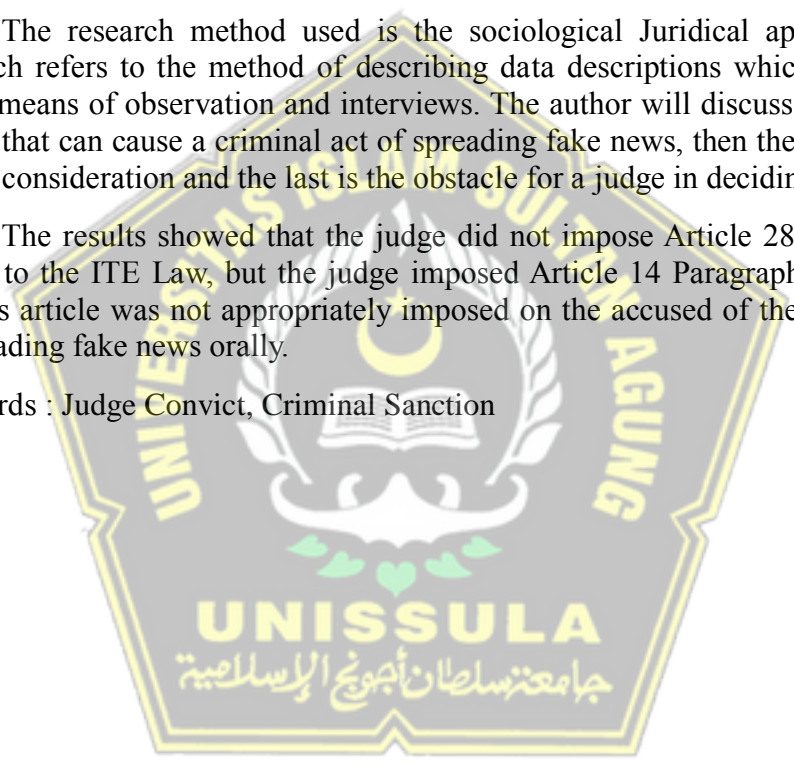 The research method used is the sociological Juridical ap
ch refers to the method of describing data descriptions which
means of observation and interviews. The author will discuss
that can cause a criminal act of spreading fake news, then the
consideration and the last is the obstacle for a judge in decidin
The results showed that the judge did not impose Article 28
to the ITE Law, but the judge imposed Article 14 Paragraph
s article was not appropriately imposed on the accused of the
ading fake news orally.
rds : Judge Convict, Criminal Sanction
UNIVERSITAS ISLAM SULTAN AGUNG
UNISSULA
جامعة سلطان أجونج الإسلامية